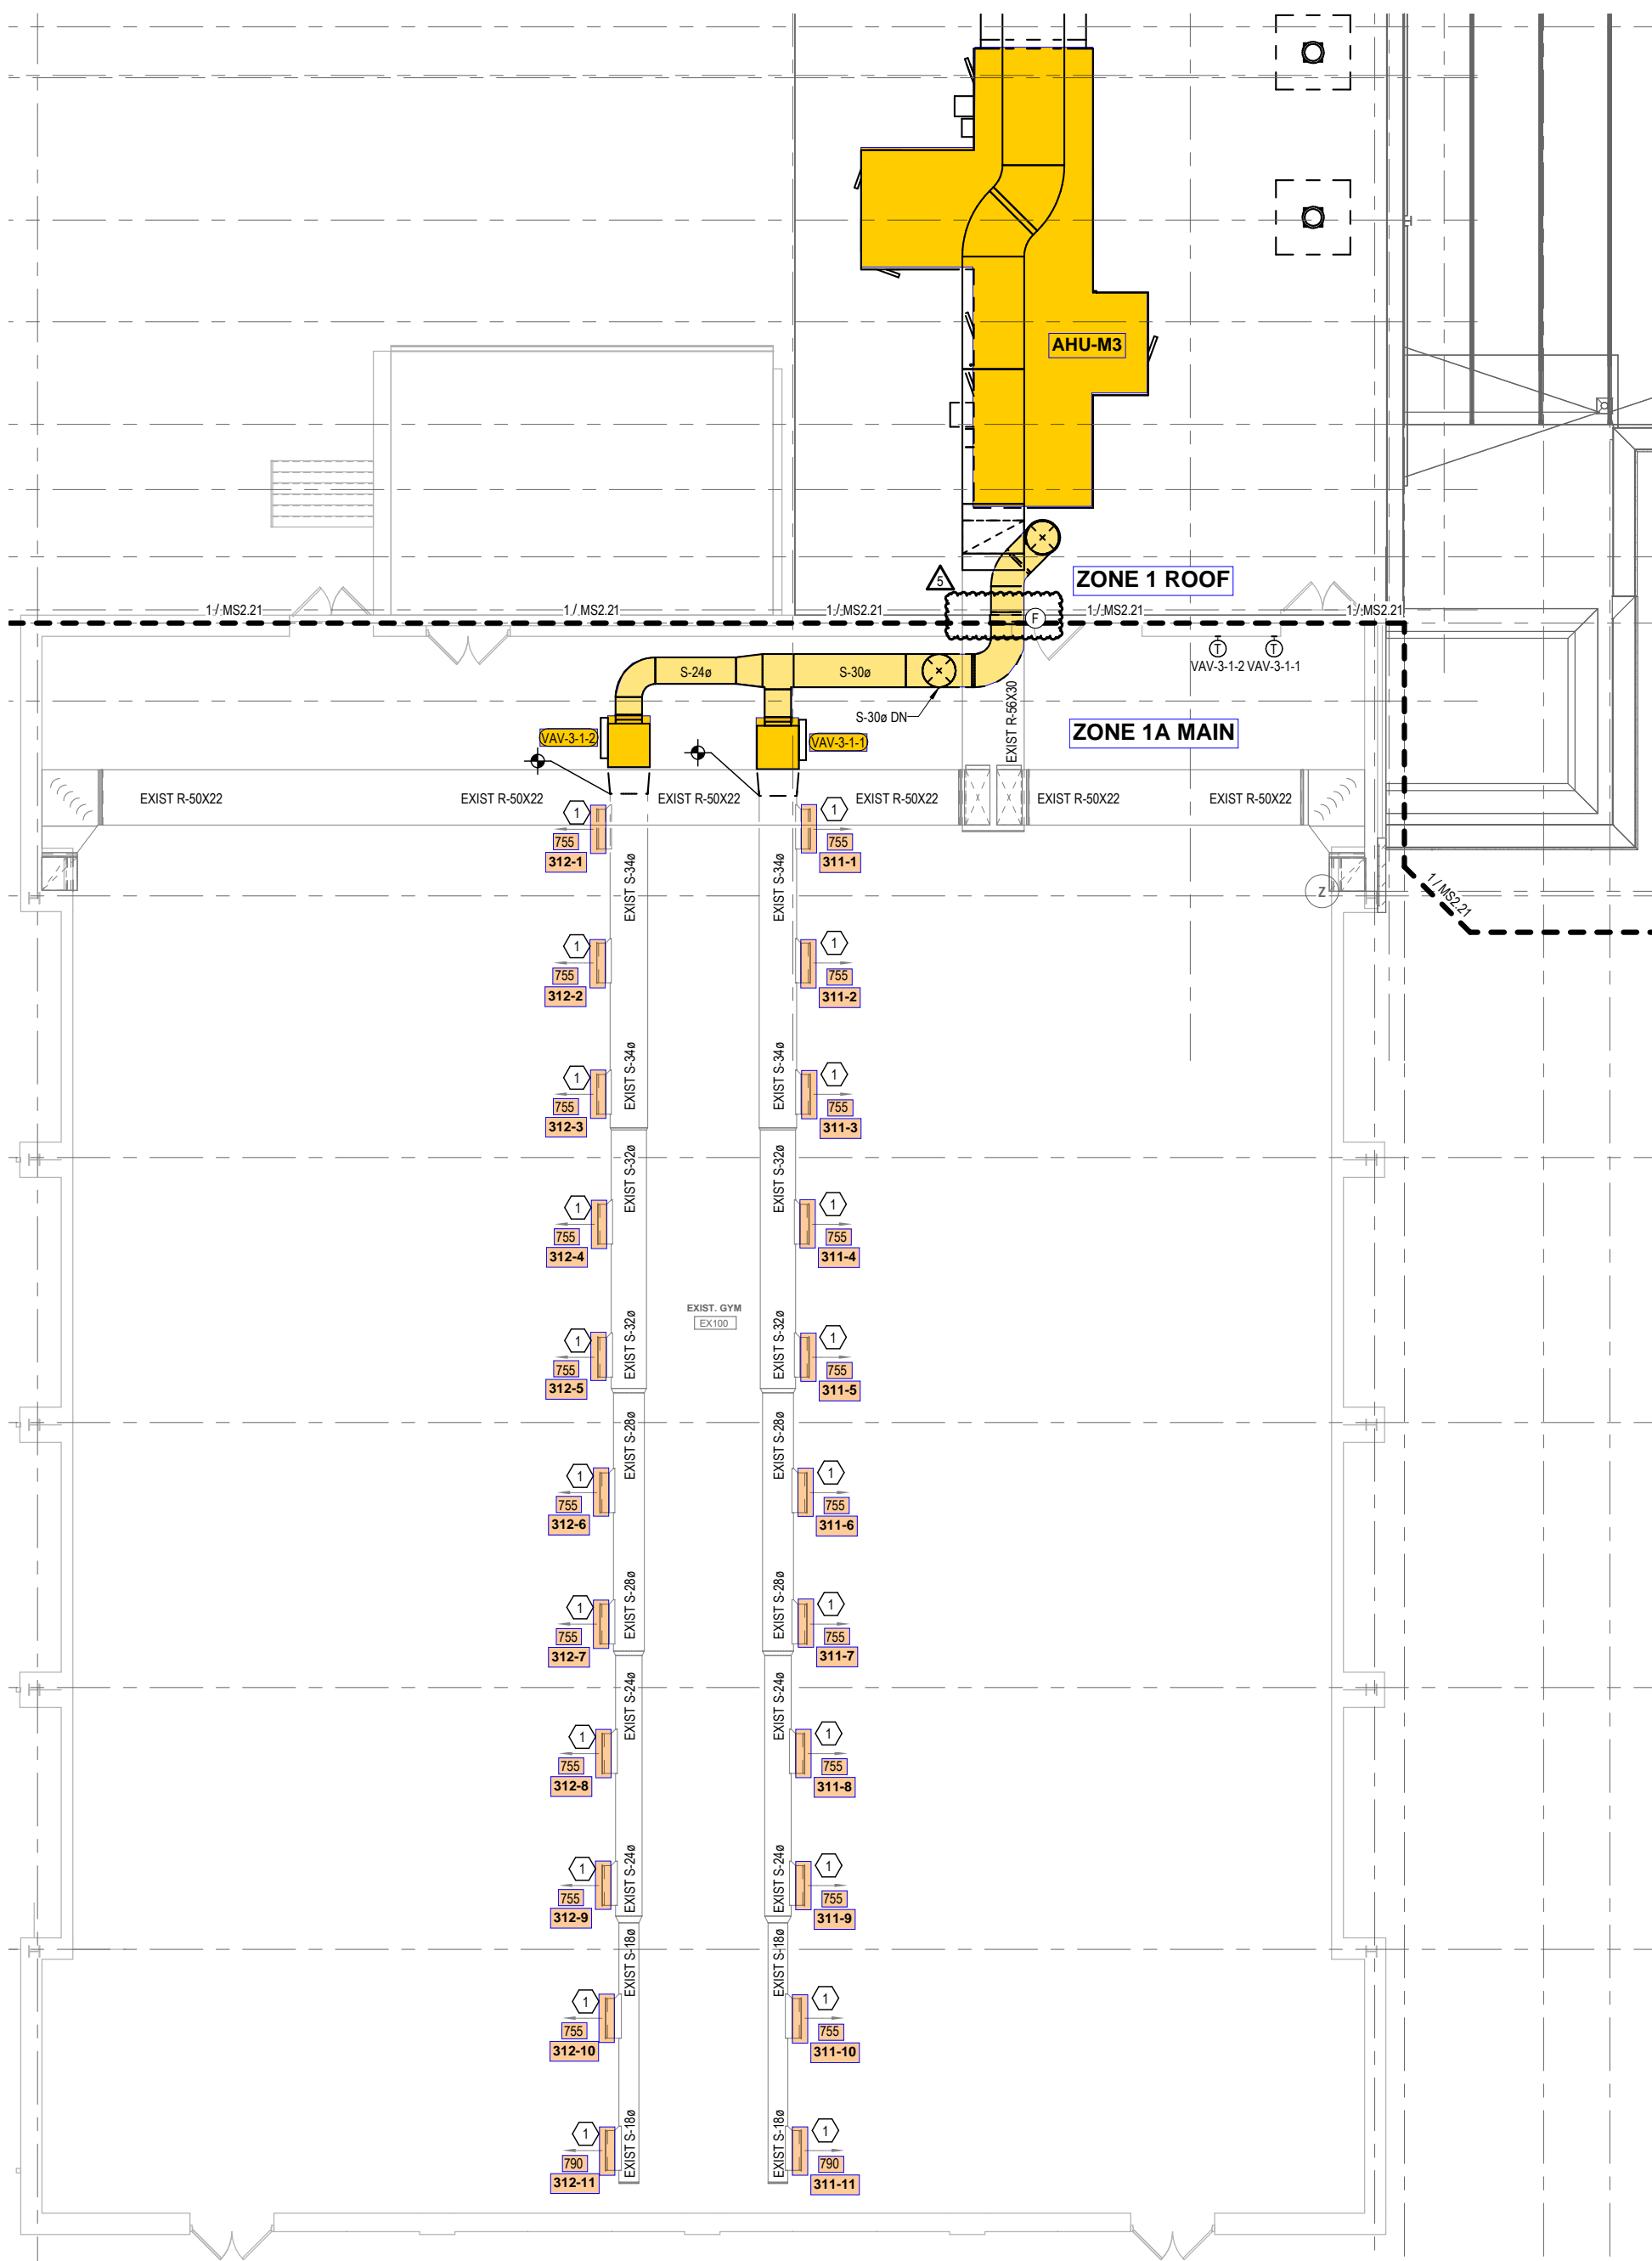 AHU-M3
5
ZONE 1 ROOF
1 / MS2.21
1 / MS2.21
1 / MS2.21
1 / MS2.21
1 / MS2.21
F
T
T
VAV-3-1-2
VAV-3-1-1
S-24ø
S-30ø
S-30ø DN
EXIST R-56X30
ZONE 1A MAIN
VAV-3-1-2
VAV-3-1-1
EXIST R-50X22
EXIST R-50X22
EXIST R-50X22
EXIST R-50X22
EXIST R-50X22
EXIST R-50X22
1
755
312-1
EXIST S-34ø
EXIST S-34ø
1
755
311-1
Z
1 / MS2.21
1
755
312-2
1
755
311-2
1
755
312-3
EXIST S-34ø
EXIST S-34ø
1
755
311-3
1
755
312-4
EXIST S-32ø
EXIST S-32ø
1
755
311-4
EXIST. GYM
EX100
1
755
312-5
EXIST S-32ø
EXIST S-32ø
1
755
311-5
1
755
312-6
EXIST S-28ø
EXIST S-28ø
1
755
311-6
1
755
312-7
EXIST S-28ø
EXIST S-28ø
1
755
311-7
1
755
312-8
EXIST S-24ø
EXIST S-24ø
1
755
311-8
1
755
312-9
EXIST S-24ø
EXIST S-24ø
1
755
311-9
1
755
312-10
EXIST S-18ø
EXIST S-18ø
1
755
311-10
1
790
312-11
EXIST S-18ø
EXIST S-18ø
1
790
311-11